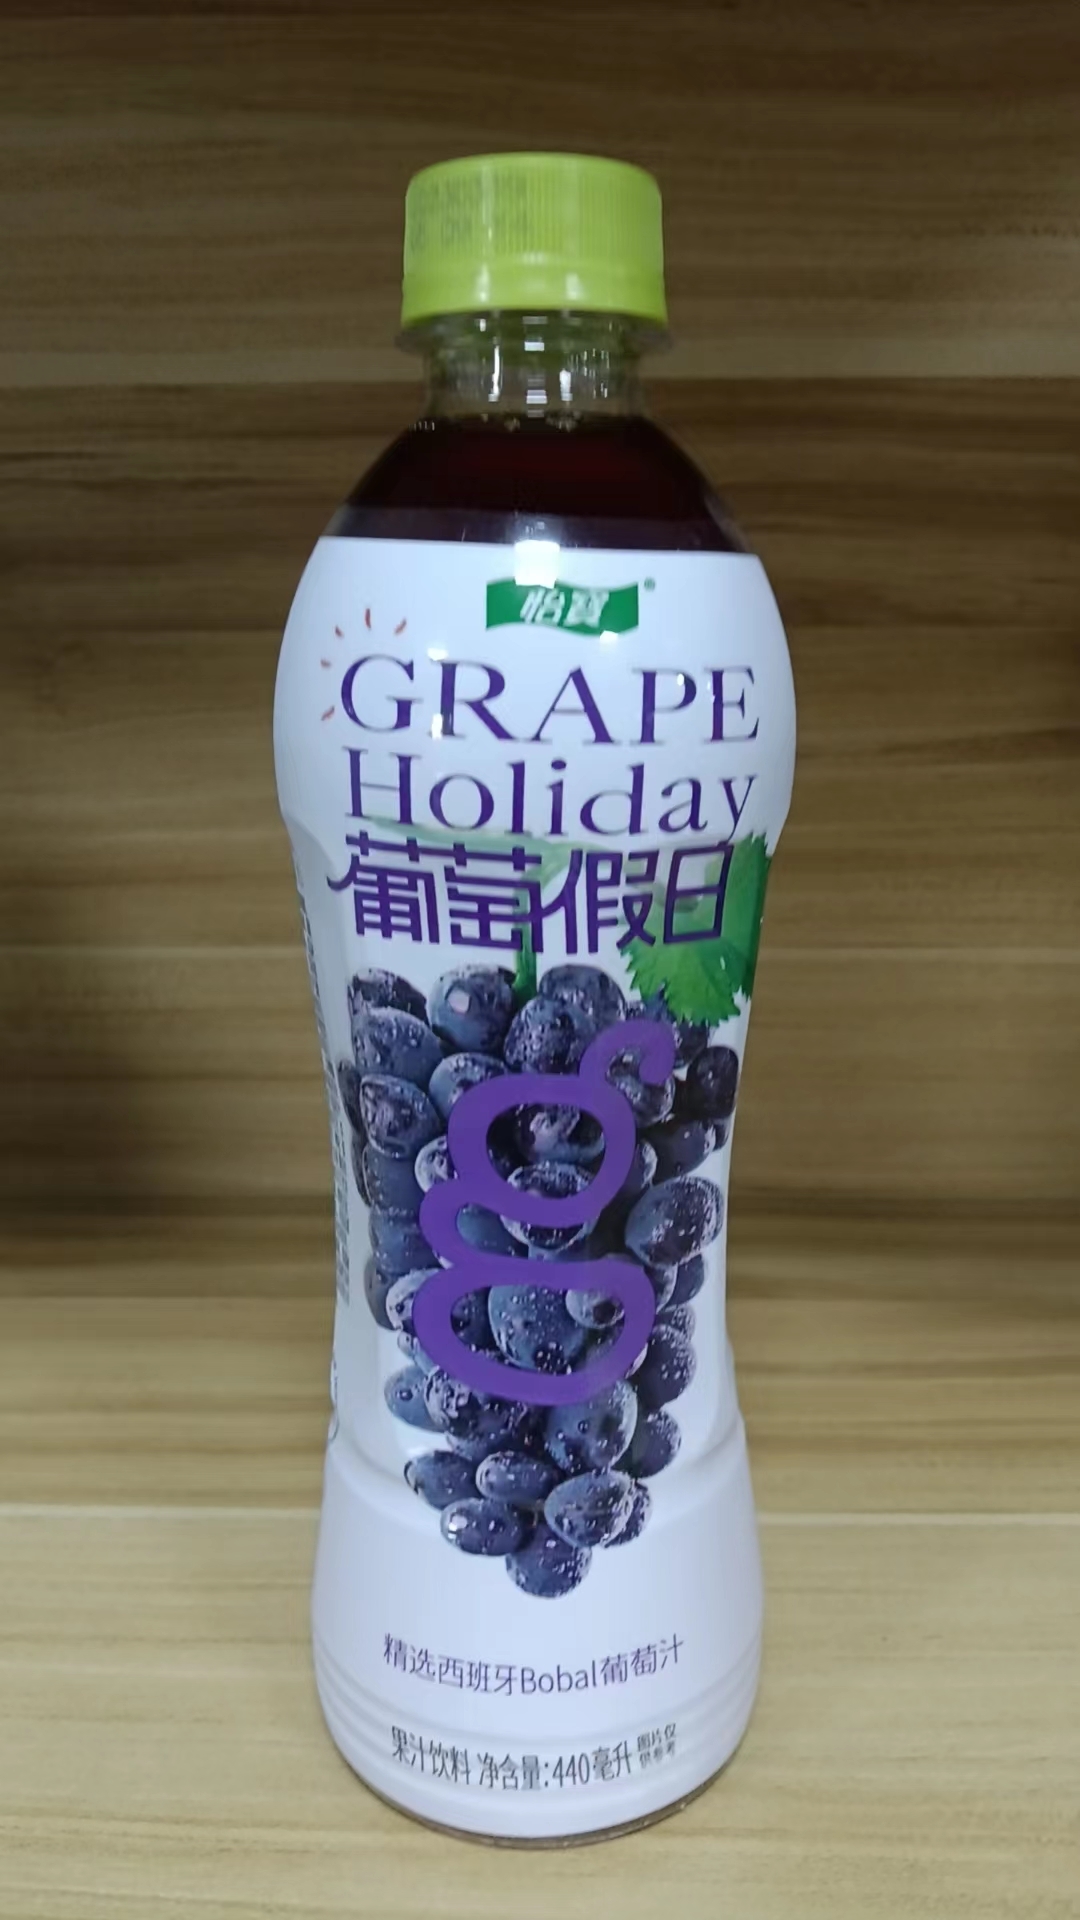 怡寶
GRAPE
Holiday
葡萄假日
精选西班牙Bobal葡萄汁
果汁饮料 净含量:440毫升 图片仅
供参考